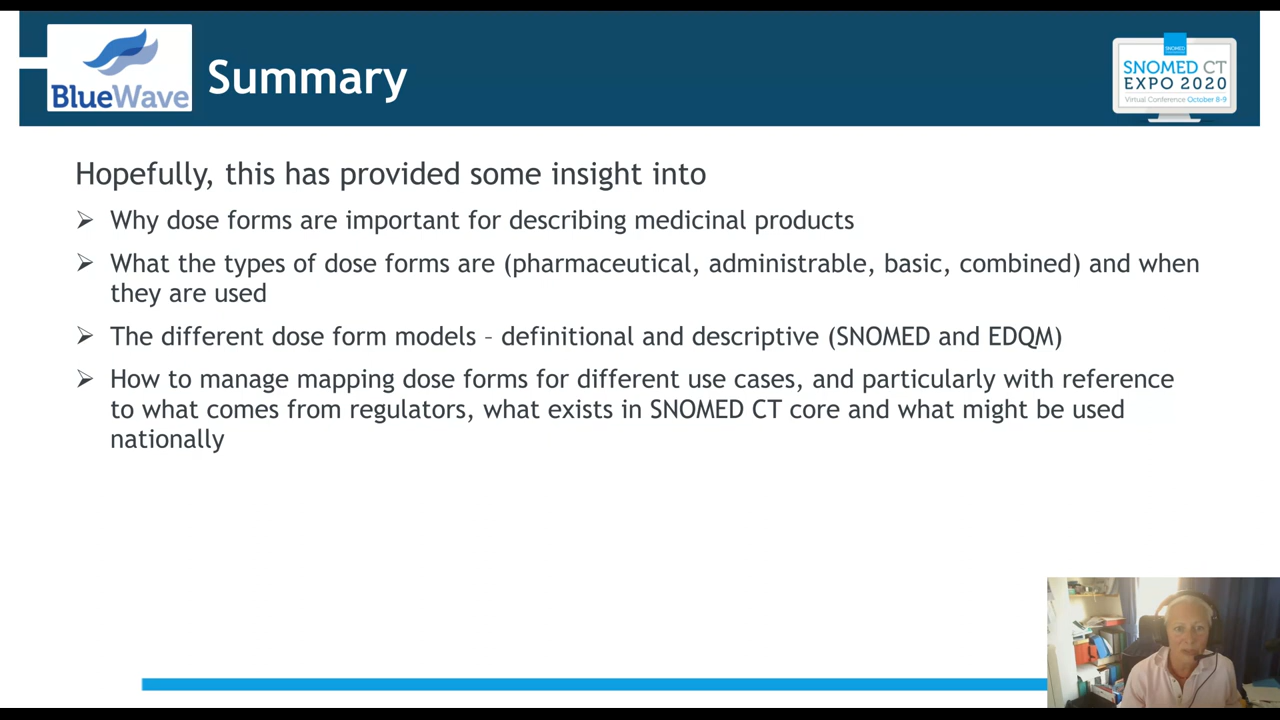 BlueWave
Summary
SNOMED
SNOMED CT
EXPO 2020
Virtual Conference October 8-9
Hopefully, this has provided some insight into
Why dose forms are important for describing medicinal products
What the types of dose forms are (pharmaceutical, administrable, basic, combined) and when
they are used
The different dose form models – definitional and descriptive (SNOMED and EDQM)
How to manage mapping dose forms for different use cases, and particularly with reference
to what comes from regulators, what exists in SNOMED CT core and what might be used
nationally